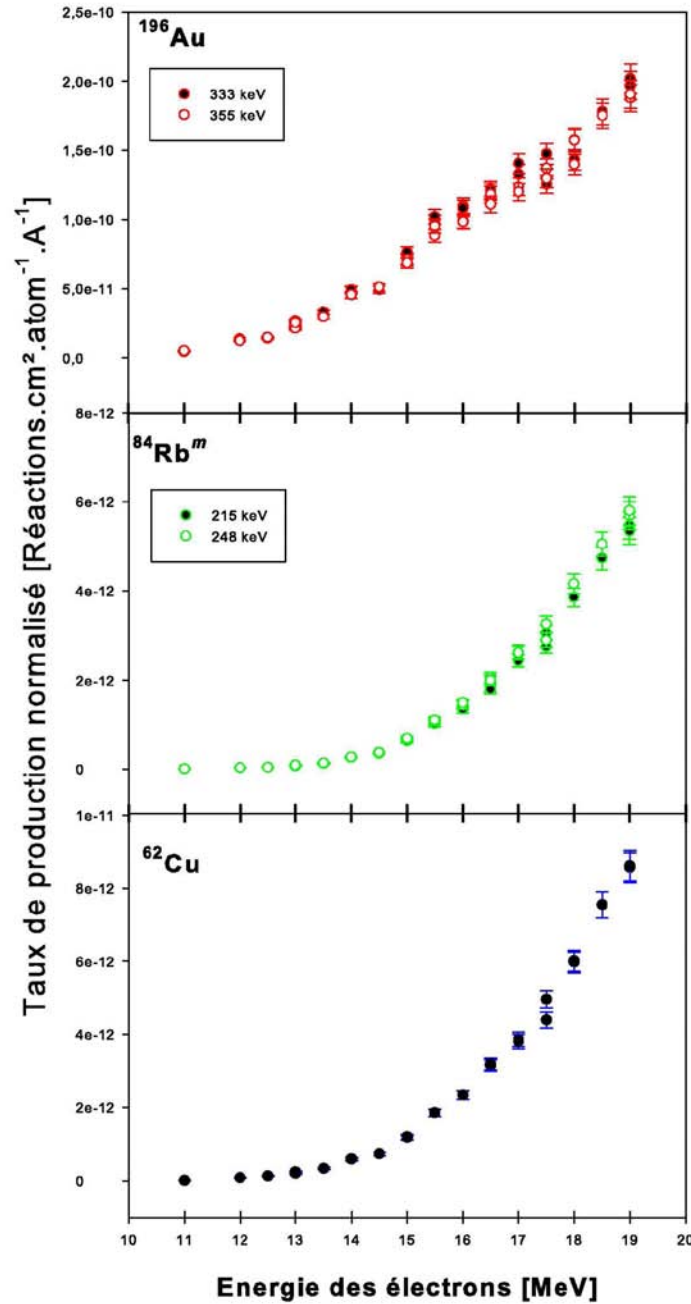 Taux de production normalisé [Réactions.cm².atom⁻¹.A⁻¹]
¹⁹⁶Au
333 keV
355 keV
2,5e-10
2,0e-10
1,5e-10
1,0e-10
5,0e-11
0,0
⁸⁴Rbᵐ
215 keV
248 keV
8e-12
6e-12
4e-12
2e-12
0
⁶²Cu
1e-11
8e-12
6e-12
4e-12
2e-12
0
10 11 12 13 14 15 16 17 18 19 20
Energie des électrons [MeV]